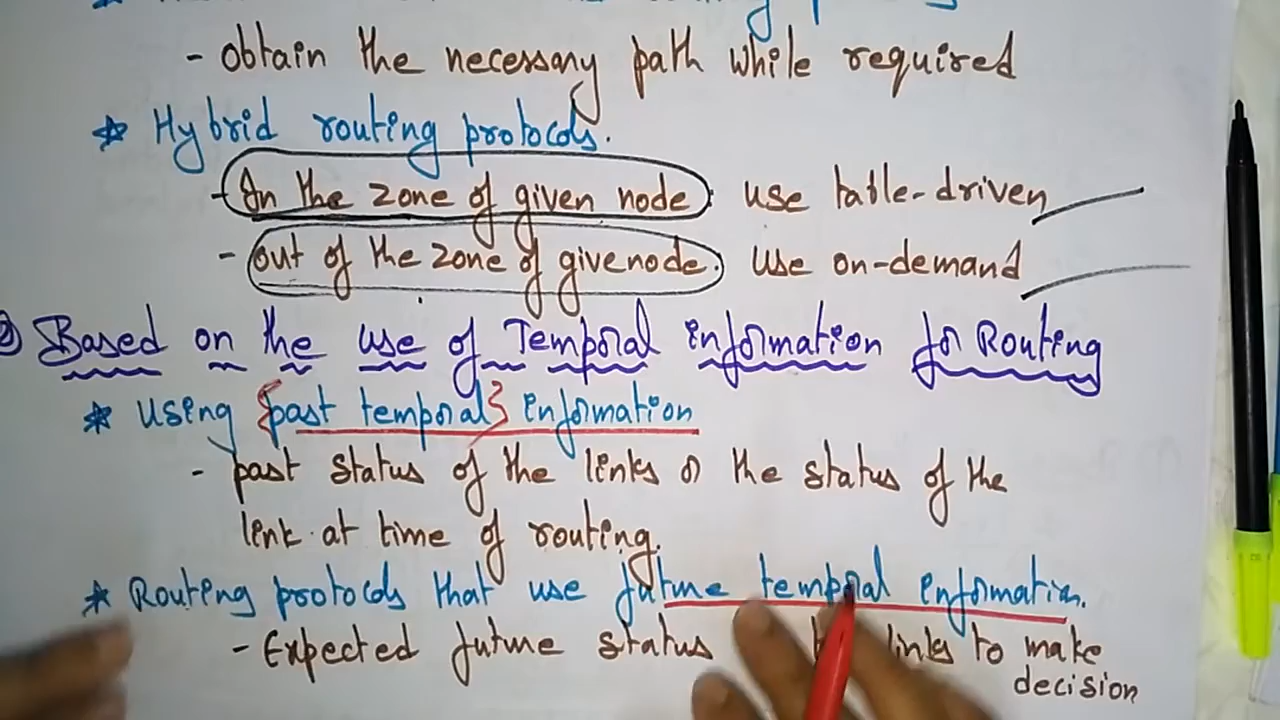 - obtain the necessary path while required
* Hybrid routing protocols.
- In the zone of given node use table-driven
- out of the zone of givenode. use on-demand
② Based on the use of Temporal information for Routing
* Using {past temporal} information
- past status of the links or the status of the
link at time of routing.
* Routing protocols that use future temporal information.
- Expected future status links to make
decision